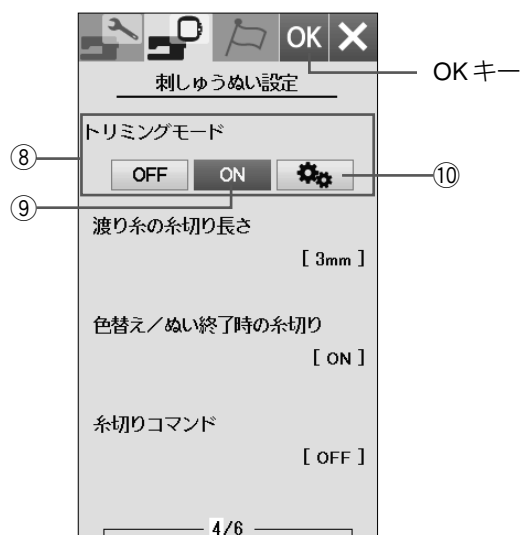 OK
OK キー
刺しゅうぬい設定
トリミングモード
⑧
OFF ON
⑩
⑨
渡り糸の糸切り長さ
[ 3mm ]
色替え／ぬい終了時の糸切り
[ ON ]
糸切りコマンド
[ OFF ]
4/6